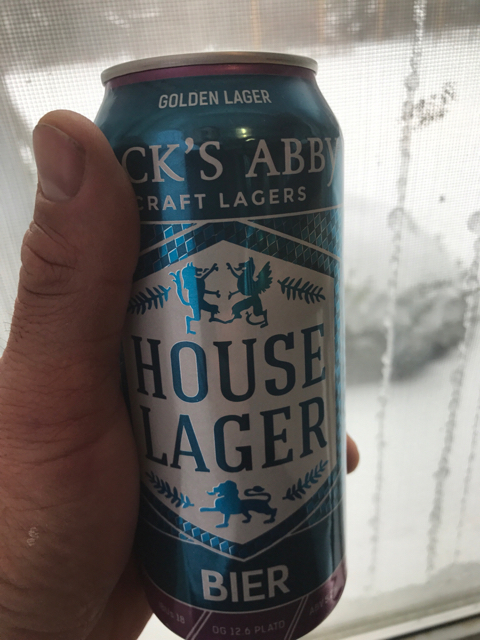 GOLDEN LAGER
CK'S ABBY
CRAFT LAGERS
HOUSE
LAGER
BIER
OG 12.6 PLATO